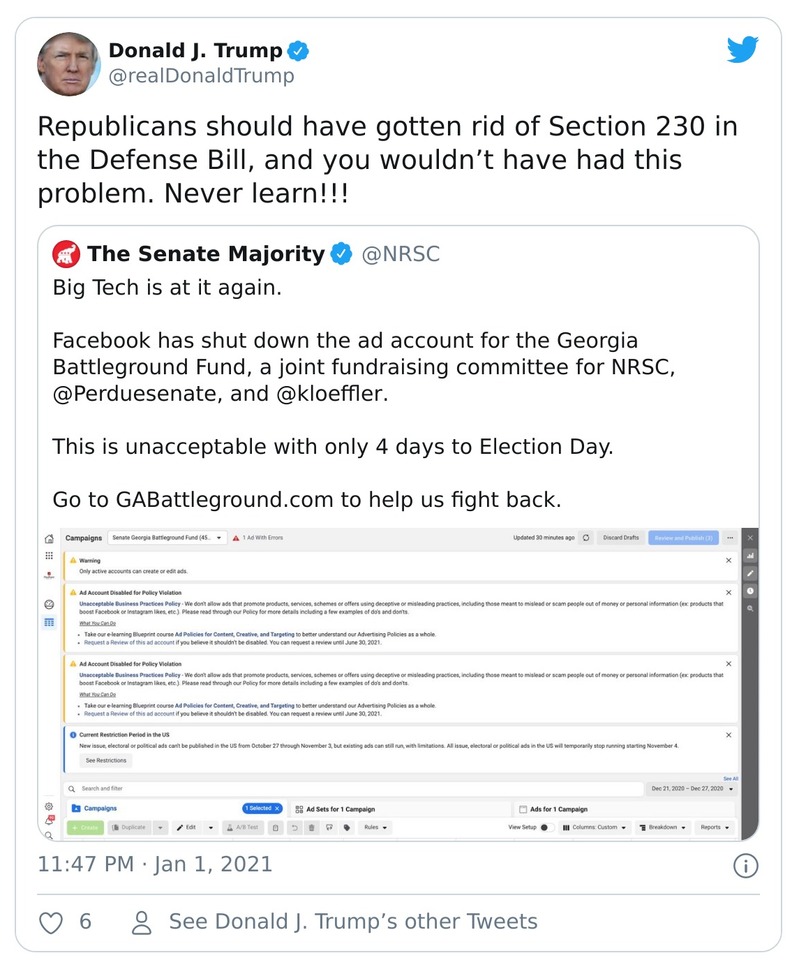 Donald J. Trump
@realDonaldTrump
Republicans should have gotten rid of Section 230 in
the Defense Bill, and you wouldn’t have had this
problem. Never learn!!!
The Senate Majority @NRSC
Big Tech is at it again.
Facebook has shut down the ad account for the Georgia
Battleground Fund, a joint fundraising committee for NRSC,
@Perduesenate, and @kloeffler.
This is unacceptable with only 4 days to Election Day.
Go to GABattleground.com to help us fight back.
Campaigns Senate Georgia Battleground Fund (45.. 1 Ad With Errors Updated 30 minutes ago Discard Drafts Review and Publish (3)
Warning
Only active accounts can create or edit ads.
Ad Account Disabled for Policy Violation
Unacceptable Business Practices Policy - We don't allow ads that promote products, services, schemes or offers using deceptive or misleading practices, including those meant to mislead or scam people out of money or personal information (ex: products that
boost Facebook or Instagram likes, etc.). Please read through our Policy for more details including a few examples of do's and don'ts.
What You Can Do
• Take our e-learning Blueprint course Ad Policies for Content, Creative, and Targeting to better understand our Advertising Policies as a whole.
• Request a Review of this ad account if you believe it shouldn't be disabled. You can request a review until June 30, 2021.
Ad Account Disabled for Policy Violation
Unacceptable Business Practices Policy - We don't allow ads that promote products, services, schemes or offers using deceptive or misleading practices, including those meant to mislead or scam people out of money or personal information (ex: products that
boost Facebook or Instagram likes, etc.). Please read through our Policy for more details including a few examples of do's and don'ts.
What You Can Do
• Take our e-learning Blueprint course Ad Policies for Content, Creative, and Targeting to better understand our Advertising Policies as a whole.
• Request a Review of this ad account if you believe it shouldn't be disabled. You can request a review until June 30, 2021.
Current Restriction Period in the US
New issue, electoral or political ads can't be published in the US from October 27 through November 3, but existing ads can still run, with limitations. All issue, electoral or political ads in the US will temporarily stop running starting November 4.
See Restrictions
See All
Search and filter Dec 21, 2020 – Dec 27, 2020
Campaigns 1 Selected Ad Sets for 1 Campaign Ads for 1 Campaign
+ Create Duplicate Edit A/B Test Rules View Setup Columns: Custom Breakdown Reports
11:47 PM · Jan 1, 2021
6 See Donald J. Trump’s other Tweets